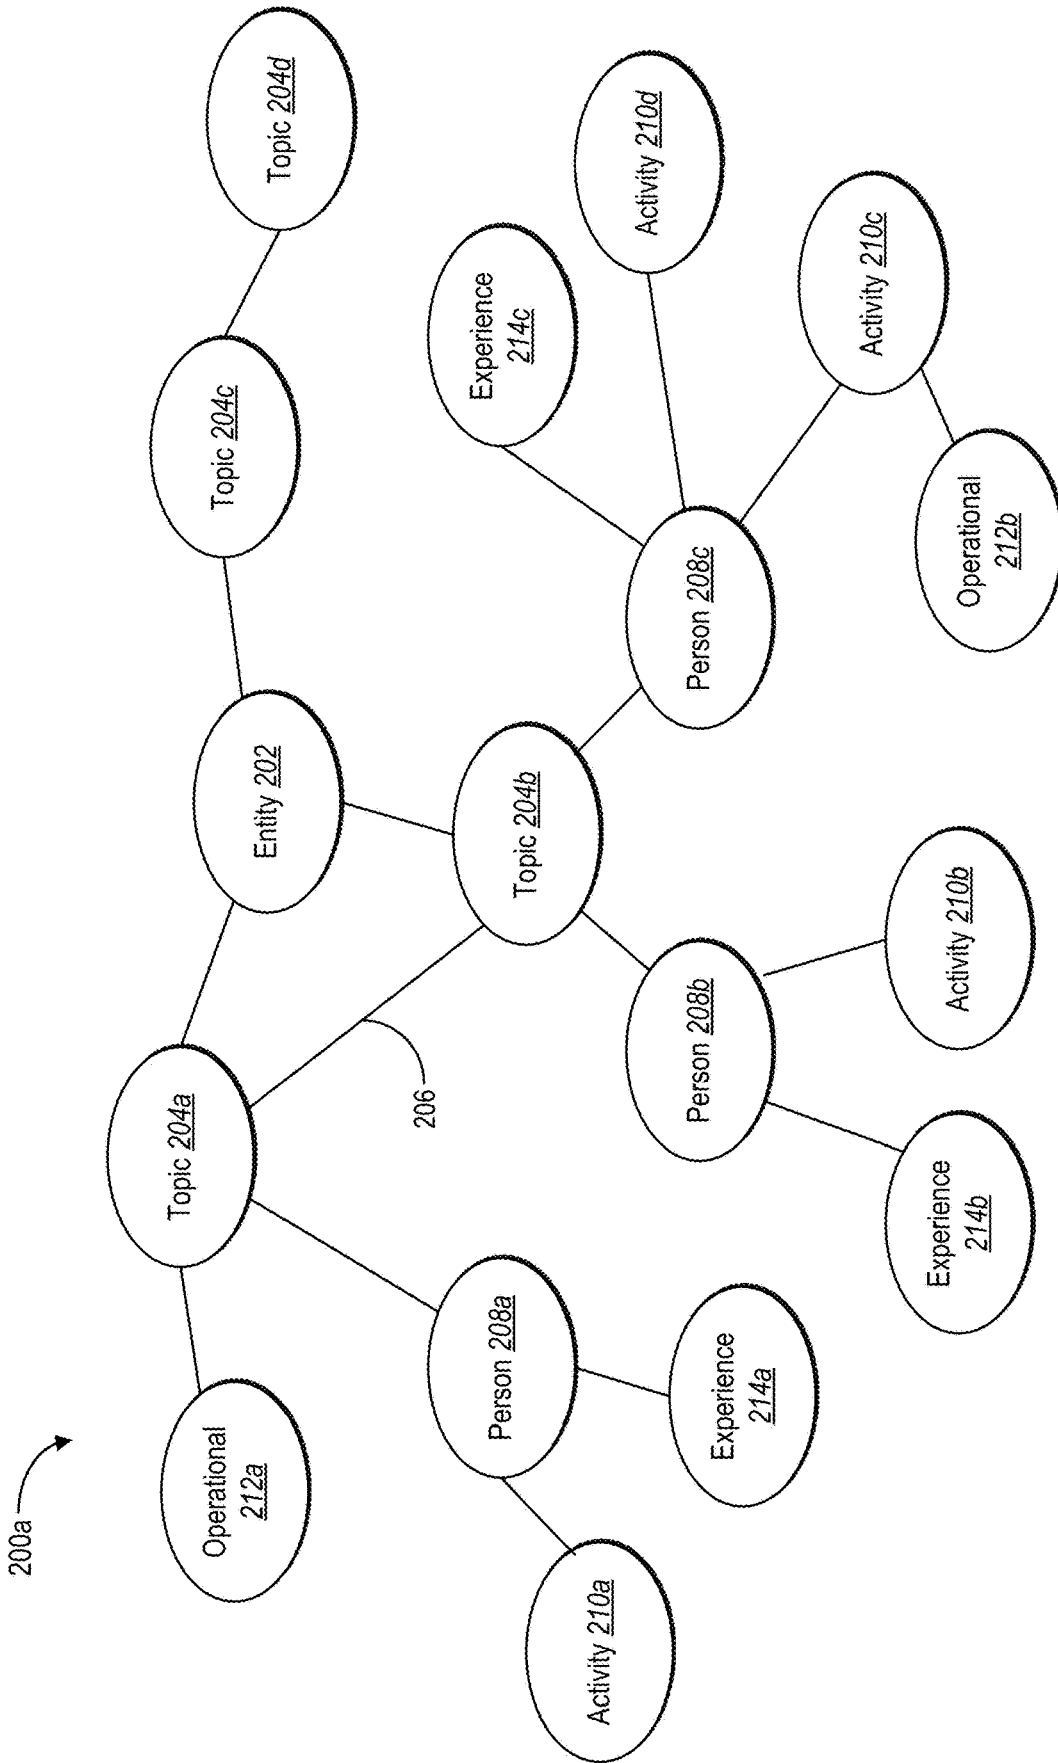 200a
Operational
212a
Topic 204a
Entity 202
Topic 204c
Topic 204d
Activity 210a
Person 208a
Experience
214a
206
Topic 204b
Person 208b
Experience
214b
Activity 210b
Person 208c
Experience
214c
Activity 210d
Activity 210c
Operational
212b